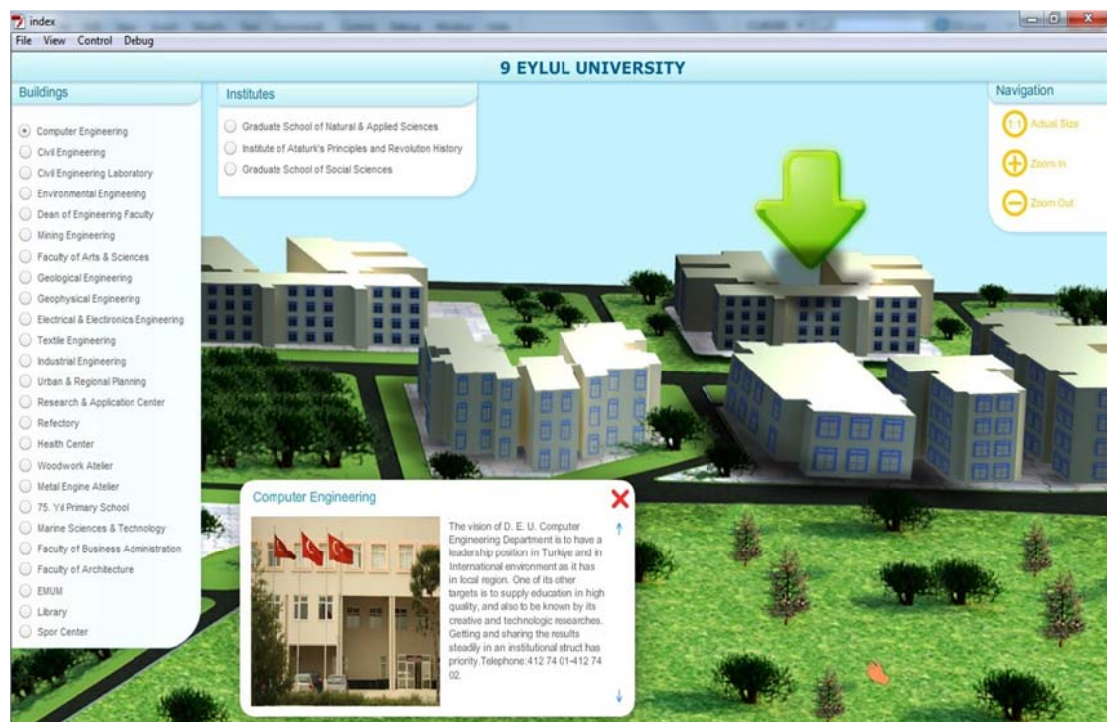 index
File View Control Debug
9 EYLUL UNIVERSITY
Buildings
Computer Engineering
Civil Engineering
Civil Engineering Laboratory
Environmental Engineering
Dean of Engineering Faculty
Mining Engineering
Faculty of Arts & Sciences
Geological Engineering
Geophysical Engineering
Electrical & Electironics Engineering
Textile Engineering
Industrial Engineering
Urban & Regional Planning
Research & Application Center
Refectory
Health Center
Woodwork Atelier
Metal Engine Atelier
75. Yıl Primary School
Marine Sciences & Technology
Faculty of Business Administration
Faculty of Architecture
EMUM
Library
Spor Center
Institutes
Graduate School of Natural & Applied Sciences
Institute of Ataturk's Principles and Revolution History
Graduate School of Social Sciences
Navigation
1:1 Actual Size
Zoom In
Zoom Out
Computer Engineering
The vision of D. E. U. Computer
Engineering Department is to have a
leadership position in Turkiye and in
International environment as it has
in local region. One of its other
targets is to supply education in high
quality, and also to be known by its
creative and technologic researches.
Getting and sharing the results
steadily in an institutional struct has
priority.Telephone:412 74 01-412 74
02.